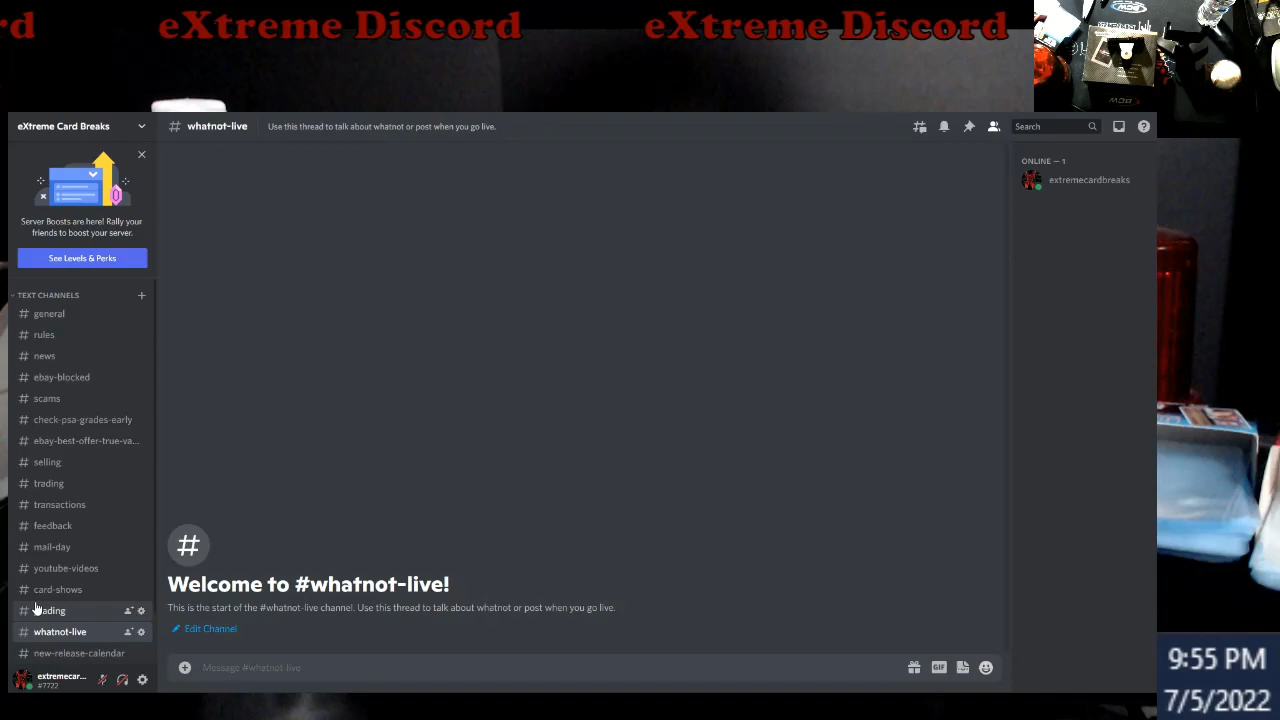 rd eXtreme Discord eXtreme Discord
eXtreme Card Breaks
Server Boosts are here! Rally your
friends to boost your server.
See Levels & Perks
TEXT CHANNELS
general
rules
news
ebay-blocked
scams
check-psa-grades-early
ebay-best-offer-true-va...
selling
trading
transactions
feedback
mail-day
youtube-videos
card-shows
ading
whatnot-live
new-release-calendar
extremecar...
#7722
# whatnot-live Use this thread to talk about whatnot or post when you go live.
Search
Welcome to #whatnot-live!
This is the start of the #whatnot-live channel. Use this thread to talk about whatnot or post when you go live.
Edit Channel
Message #whatnot-live
GIF
ONLINE — 1
extremecardbreaks
9:55 PM
7/5/2022